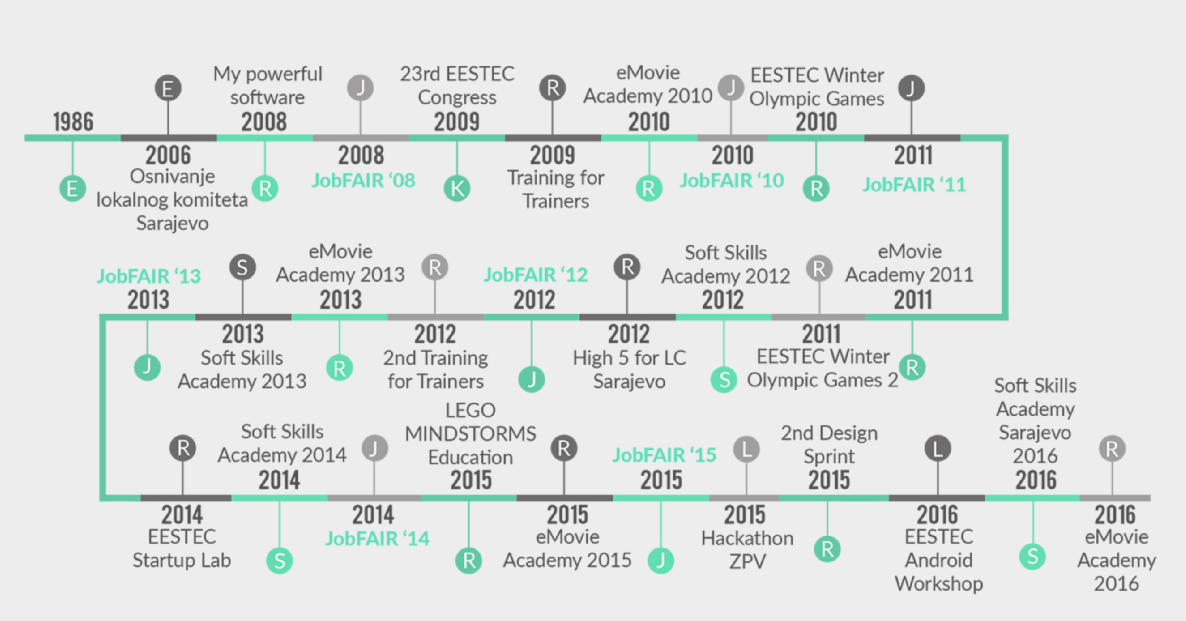 1986
E
E
2006
Osnivanje
lokalnog komiteta
Sarajevo
My powerful
software
2008
R
J
2008
JobFAIR ‘08
23rd EESTEC
Congress
2009
K
R
2009
Training for
Trainers
eMovie
Academy 2010
2010
R
J
2010
JobFAIR ‘10
EESTEC Winter
Olympic Games
2010
R
J
2011
JobFAIR ‘11
JobFAIR ‘13
2013
J
S
2013
Soft Skills
Academy 2013
eMovie
Academy 2013
2013
R
R
2012
2nd Training
for Trainers
JobFAIR ‘12
2012
J
R
2012
High 5 for LC
Sarajevo
Soft Skills
Academy 2012
2012
S
R
2011
EESTEC Winter
Olympic Games 2
eMovie
Academy 2011
2011
R
R
2014
EESTEC
Startup Lab
Soft Skills
Academy 2014
2014
S
J
2014
JobFAIR ‘14
LEGO
MINDSTORMS
Education
2015
R
R
2015
eMovie
Academy 2015
JobFAIR ‘15
2015
J
L
2015
Hackathon
ZPV
2nd Design
Sprint
2015
R
L
2016
EESTEC
Android
Workshop
Soft Skills
Academy
Sarajevo
2016
2016
S
R
2016
eMovie
Academy
2016